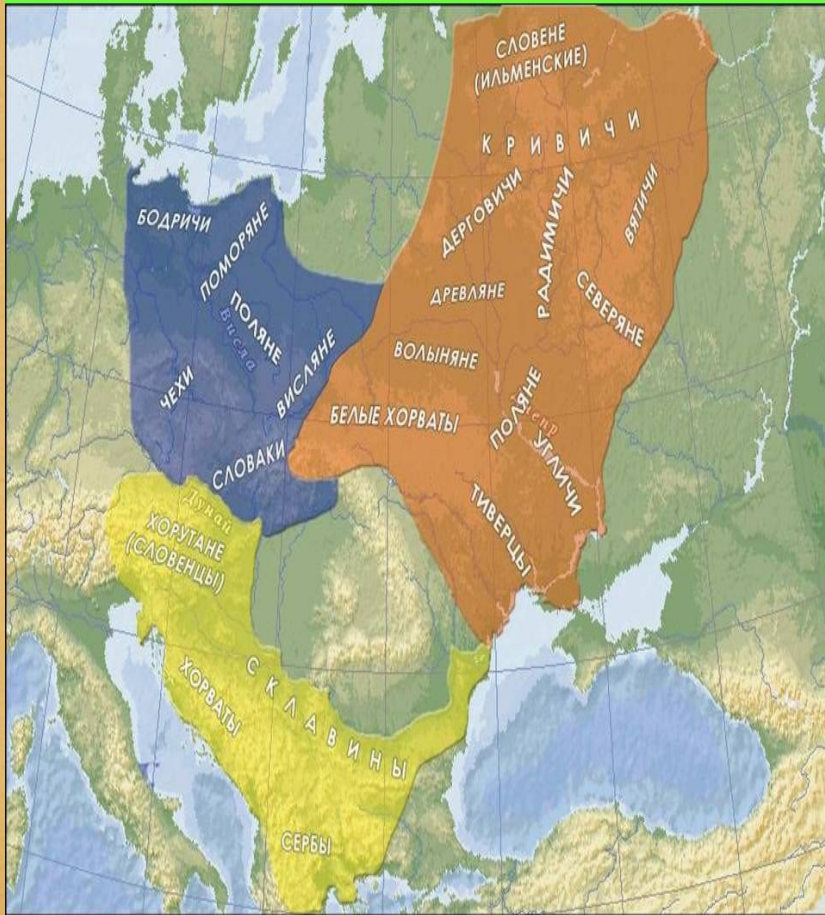 СЛОВЕНЕ
(ИЛЬМЕНСКИЕ)
КРИВИЧИ
ДЕРГОВИЧИ
РАДИМИЧИ
ВЯТИЧИ
ДРЕВЛЯНЕ
СЕВЕРЯНЕ
ВОЛЫНЯНЕ
БЕЛЫЕ ХОРВАТЫ
ПОЛЯНЕ
Днепр
УГЛИЧИ
ТИВЕРЦЫ
БОДРИЧИ
ПОМОРЯНЕ
ПОЛЯНЕ
Висла
ВИСЛЯНЕ
ЧЕХИ
СЛОВАКИ
Дунай
ХОРУТАНЕ
(СЛОВЕНЦЫ)
СКЛАВИНЫ
ХОРВАТЫ
СЕРБЫ